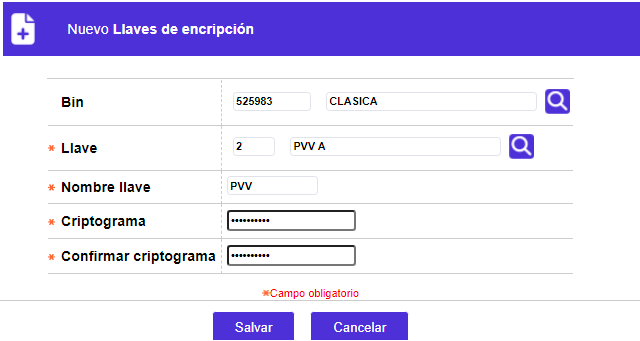 Nuevo Llaves de encripción
Bin 525983 CLASICA
* Llave 2 PVV A
* Nombre llave PVV
* Criptograma ••••••••••
* Confirmar criptograma ••••••••••
*Campo obligatorio
Salvar Cancelar